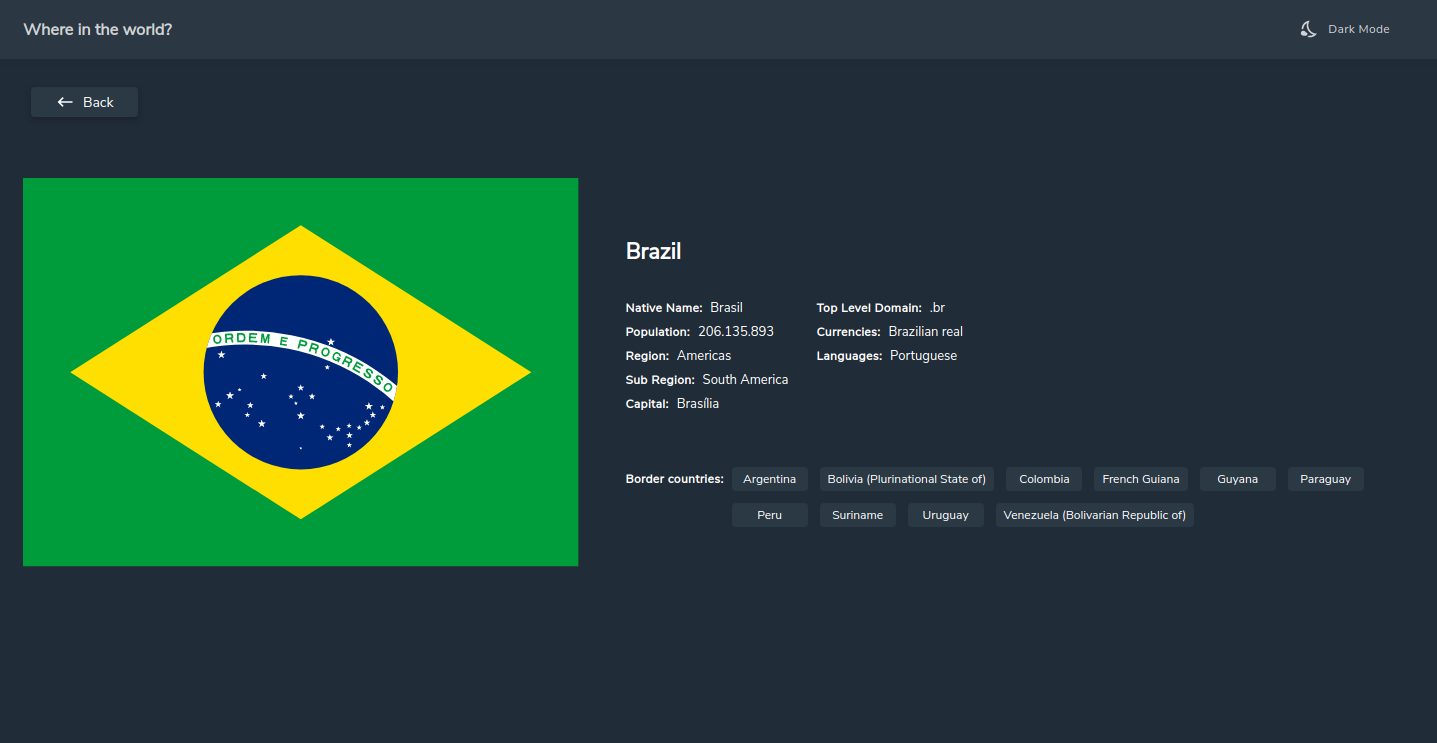 Where in the world?
Dark Mode
Back
ORDEM E PROGRESSO
Brazil
Native Name: Brasil
Population: 206.135.893
Region: Americas
Sub Region: South America
Capital: Brasília
Top Level Domain: .br
Currencies: Brazilian real
Languages: Portuguese
Border countries: Argentina Bolivia (Plurinational State of) Colombia French Guiana Guyana Paraguay
Peru Suriname Uruguay Venezuela (Bolivarian Republic of)